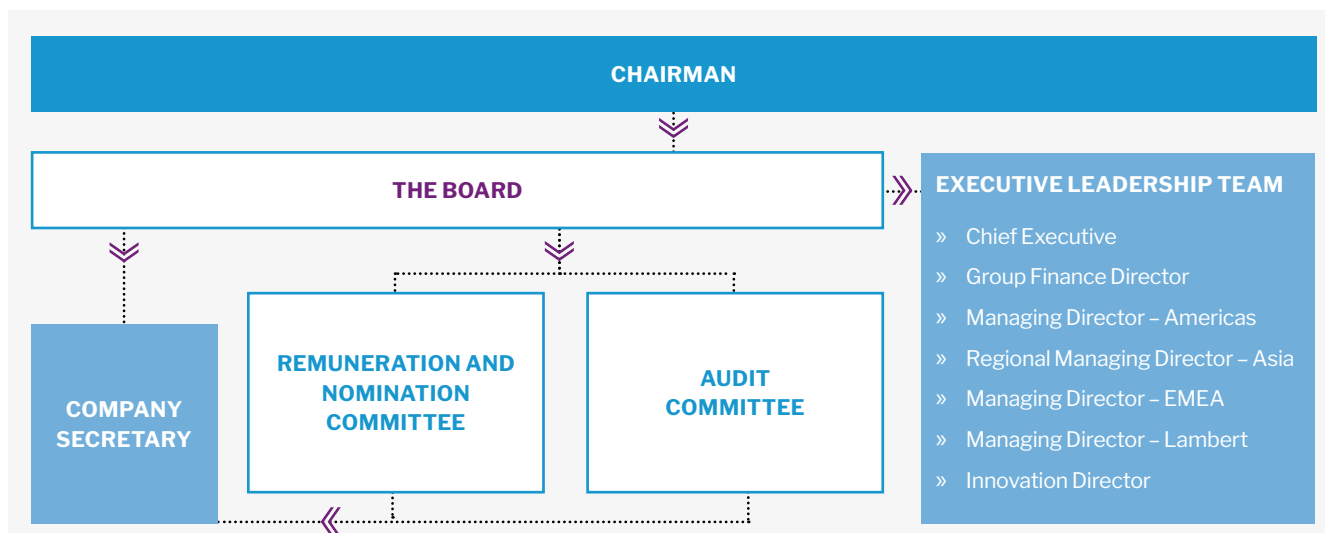 CHAIRMAN
THE BOARD
EXECUTIVE LEADERSHIP TEAM
» Chief Executive
» Group Finance Director
» Managing Director – Americas
» Regional Managing Director – Asia
» Managing Director – EMEA
» Managing Director – Lambert
» Innovation Director
COMPANY
SECRETARY
REMUNERATION AND
NOMINATION
COMMITTEE
AUDIT
COMMITTEE